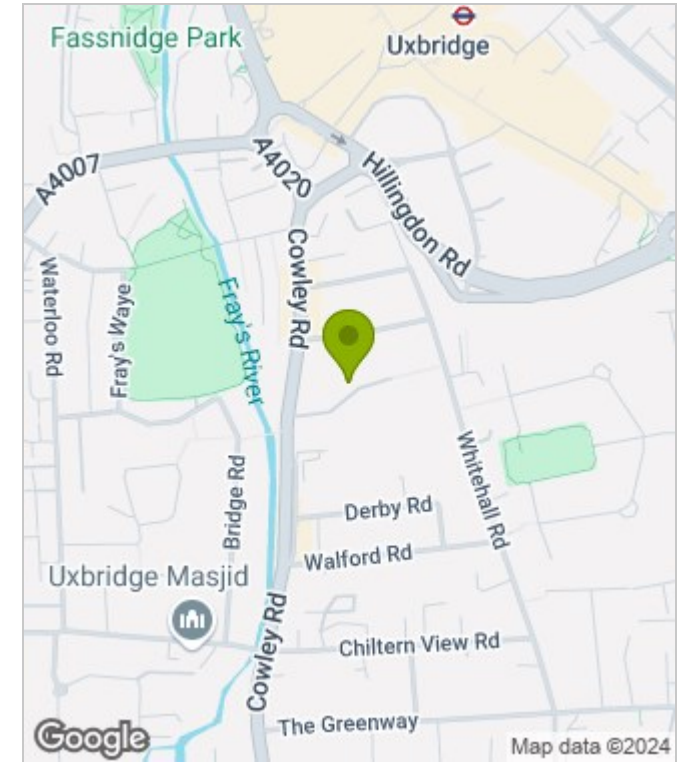 Fassnidge Park
Uxbridge
A4007
A4020
Hillingdon Rd
Cowley Rd
Waterloo Rd
Fray's Waye
Fray's River
Whitehall Rd
Bridge Rd
Derby Rd
Walford Rd
Uxbridge Masjid
Cowley Rd
Chiltern View Rd
The Greenway
Google
Map data ©2024